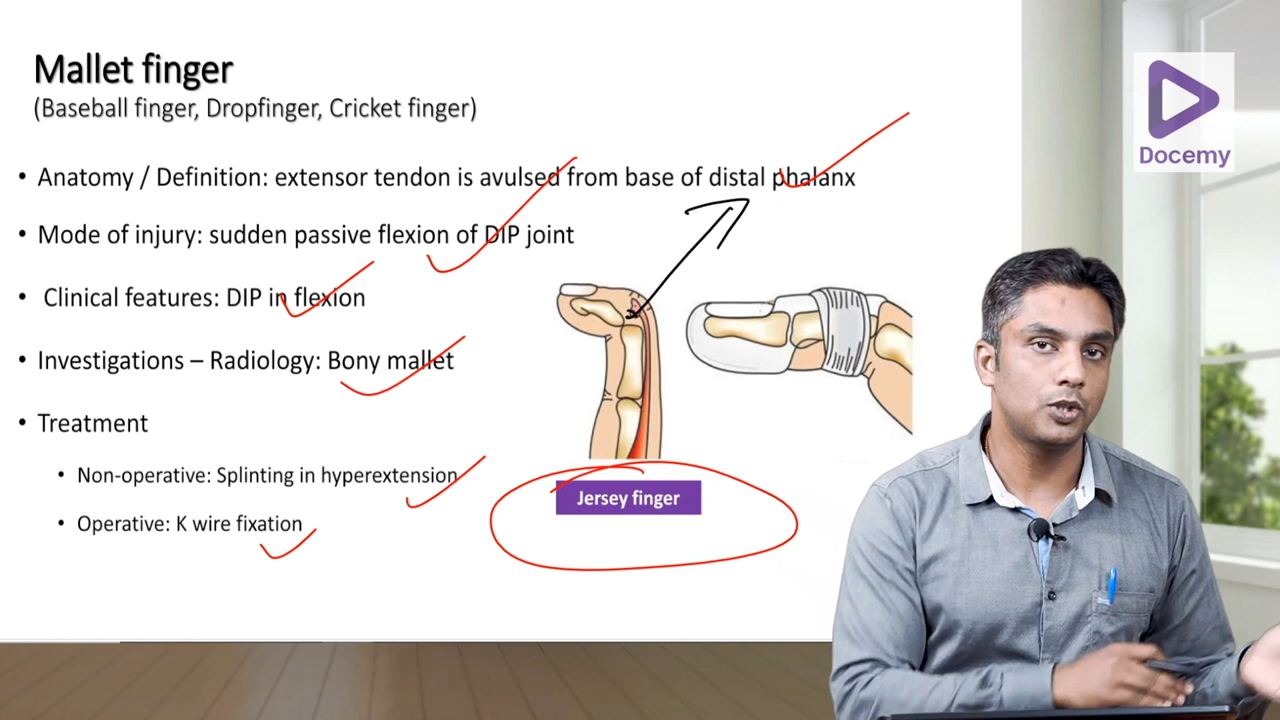 Mallet finger
(Baseball finger, Dropfinger, Cricket finger)
• Anatomy / Definition: extensor tendon is avulsed from base of distal phalanx
• Mode of injury: sudden passive flexion of DIP joint
• Clinical features: DIP in flexion
• Investigations – Radiology: Bony mallet
• Treatment
• Non-operative: Splinting in hyperextension
• Operative: K wire fixation
Jersey finger
Docemy